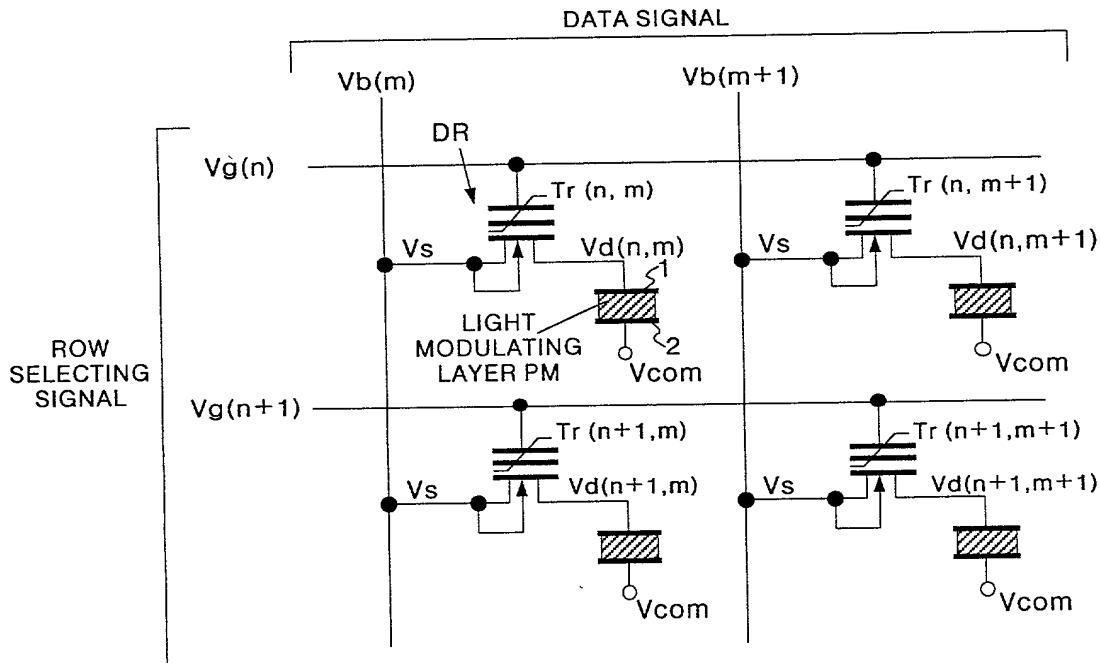 DATA SIGNAL
Vb(m)
Vb(m+1)
DR
Vg(n)
Tr (n, m)
Tr (n, m+1)
Vs
Vd(n,m)
Vs
Vd(n,m+1)
1
LIGHT
MODULATING
LAYER PM
2
Vcom
Vcom
ROW
SELECTING
SIGNAL
Vg(n+1)
Tr (n+1,m)
Tr (n+1,m+1)
Vs
Vd(n+1,m)
Vs
Vd(n+1,m+1)
Vcom
Vcom